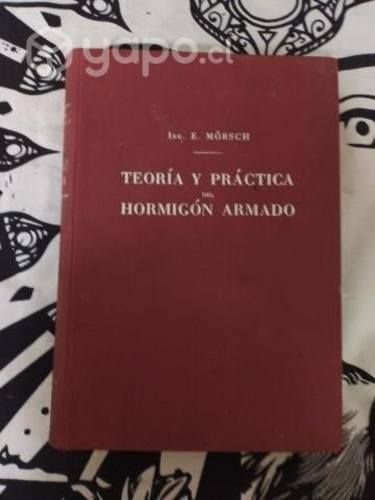 yapo.cl
ING. E. MÖRSCH
TEORÍA Y PRÁCTICA
DEL
HORMIGÓN ARMADO